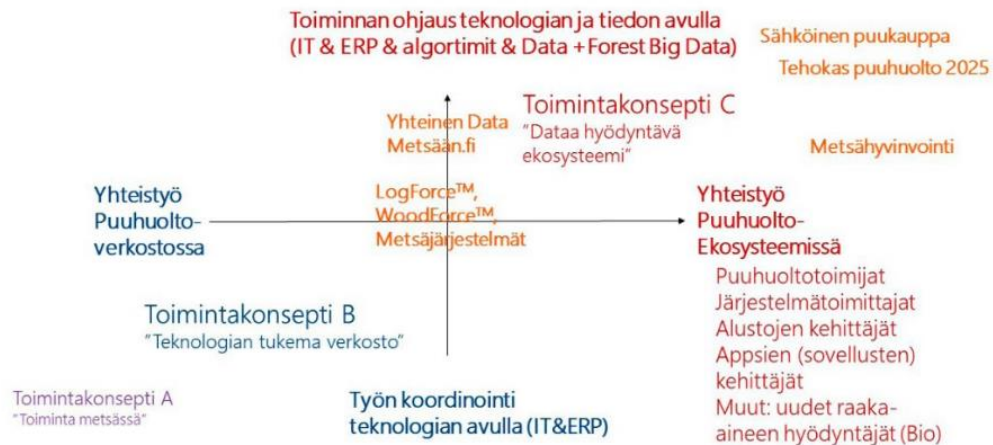 Toiminnan ohjaus teknologian ja tiedon avulla
(IT & ERP & algortimit & Data +Forest Big Data)
Sähköinen puukauppa
Tehokas puuhuolto 2025
Toimintakonsepti C
"Dataa hyödyntävä
ekosysteemi"
Yhteinen Data
Metsään.fi
Metsähyvinvointi
Yhteistyö
Puuhuolto-
verkostossa
LogForce™,
WoodForce™,
Metsäjärjestelmät
Yhteistyö
Puuhuolto-
Ekosysteemissä
Puuhuoltotoimijat
Järjestelmätoimittajat
Alustojen kehittäjät
Appsien (sovellusten)
kehittäjät
Muut: uudet raaka-
aineen hyödyntäjät (Bio)
Toimintakonsepti B
"Teknologian tukema verkosto"
Toimintakonsepti A
"Toiminta metsässä"
Työn koordinointi
teknologian avulla (IT&ERP)